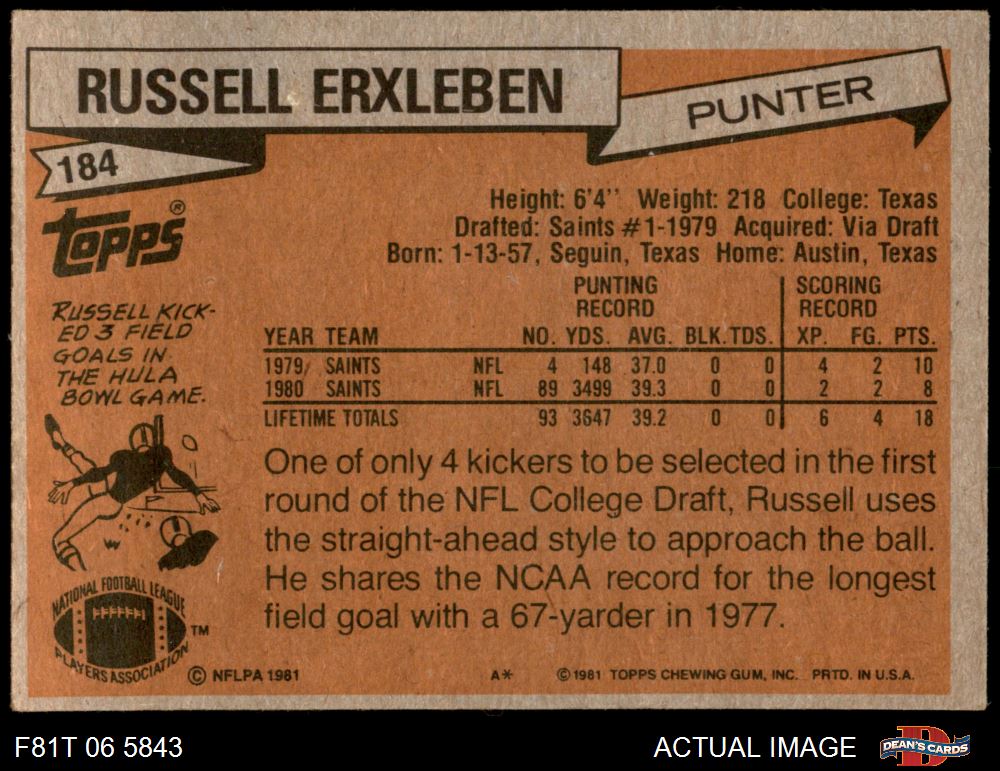 RUSSELL ERXLEBEN
PUNTER
184
Topps®
Height: 6'4'' Weight: 218 College: Texas
Drafted: Saints #1-1979 Acquired: Via Draft
Born: 1-13-57, Seguin, Texas Home: Austin, Texas
RUSSELL KICK-
ED 3 FIELD
GOALS IN
THE HULA
BOWL GAME.
PUNTING RECORD SCORING RECORD
YEAR TEAM NO. YDS. AVG. BLK. TDS. XP. FG. PTS.
1979 SAINTS NFL 4 148 37.0 0 0 4 2 10
1980 SAINTS NFL 89 3499 39.3 0 0 2 2 8
LIFETIME TOTALS 93 3647 39.2 0 0 6 4 18
One of only 4 kickers to be selected in the first
round of the NFL College Draft, Russell uses
the straight-ahead style to approach the ball.
He shares the NCAA record for the longest
field goal with a 67-yarder in 1977.
NATIONAL FOOTBALL LEAGUE
PLAYERS ASSOCIATION
TM
© NFLPA 1981 A* © 1981 TOPPS CHEWING GUM, INC. PRTD. IN U.S.A.
F81T 06 5843 ACTUAL IMAGE DEAN'S CARDS